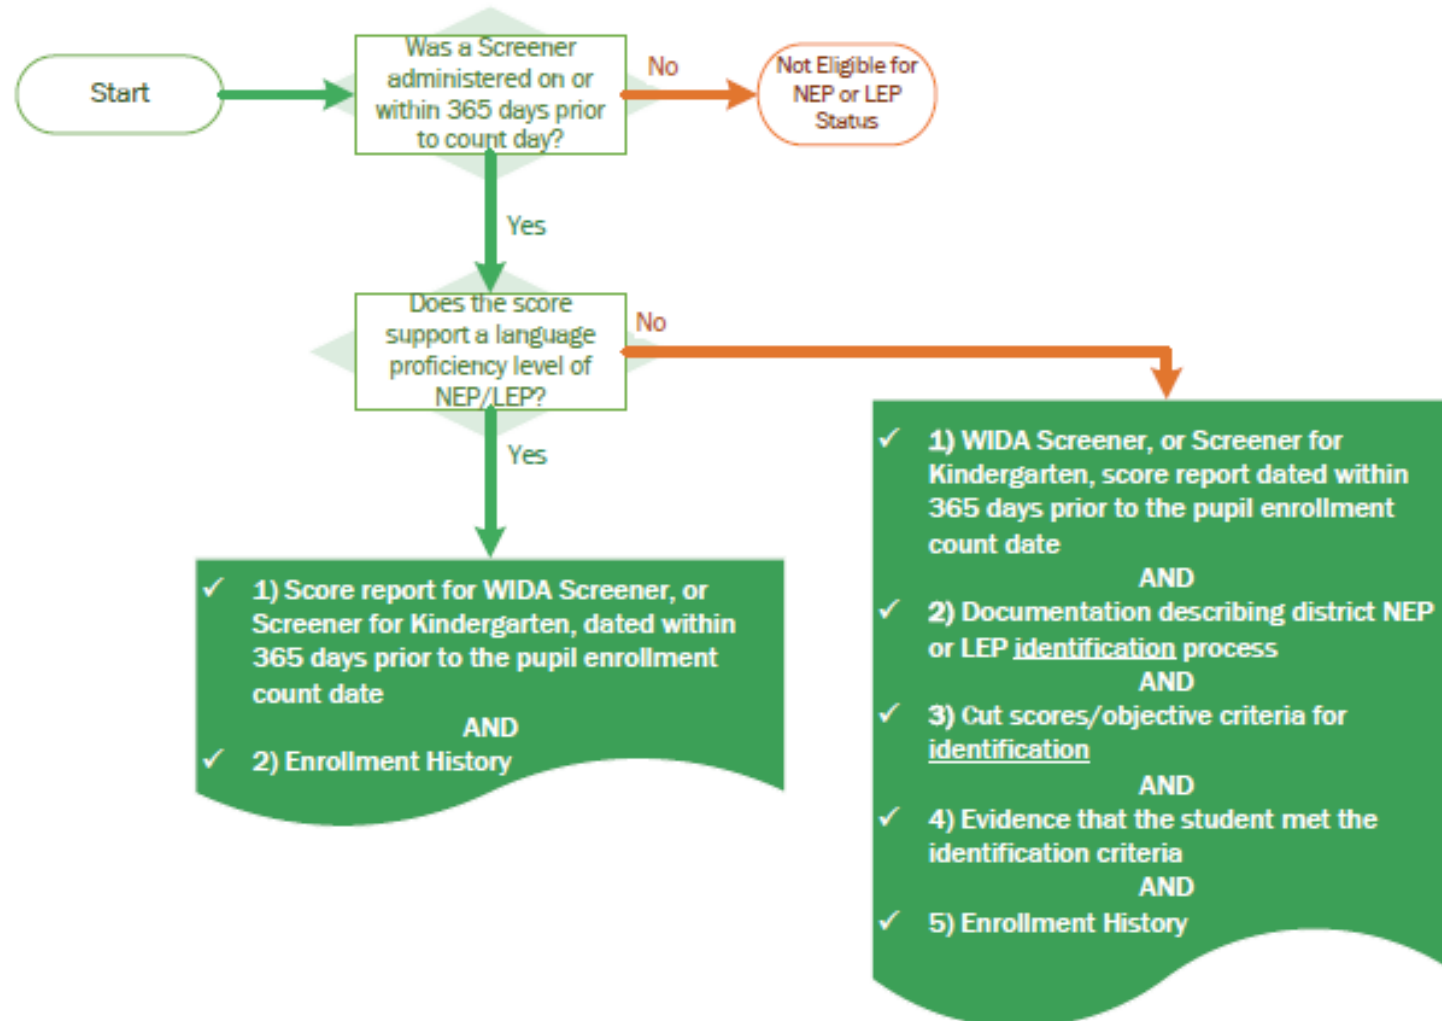 Start
Was a Screener
administered on or
within 365 days prior
to count day?
No
Not Eligible for
NEP or LEP
Status
Yes
Does the score
support a language
proficiency level of
NEP/LEP?
No
Yes
✓ 1) Score report for WIDA Screener, or
Screener for Kindergarten, dated within
365 days prior to the pupil enrollment
count date
AND
✓ 2) Enrollment History
✓ 1) WIDA Screener, or Screener for
Kindergarten, score report dated within
365 days prior to the pupil enrollment
count date
AND
✓ 2) Documentation describing district NEP
or LEP identification process
AND
✓ 3) Cut scores/objective criteria for
identification
AND
✓ 4) Evidence that the student met the
identification criteria
AND
✓ 5) Enrollment History